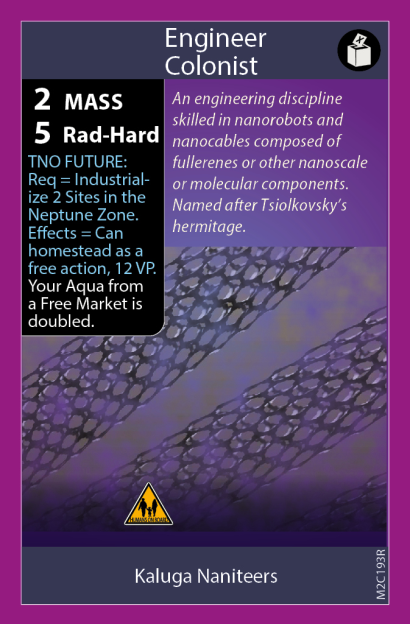 Engineer
Colonist
2 MASS
5 Rad-Hard
TNO FUTURE:
Req = Industrial-
ize 2 Sites in the
Neptune Zone.
Effects = Can
homestead as a
free action, 12 VP.
Your Aqua from
a Free Market is
doubled.
An engineering discipline
skilled in nanorobots and
nanocables composed of
fullerenes or other nanoscale
or molecular components.
Named after Tsiolkovsky's
hermitage.
HUMANS ON BOARD
Kaluga Naniteers
M2C193R